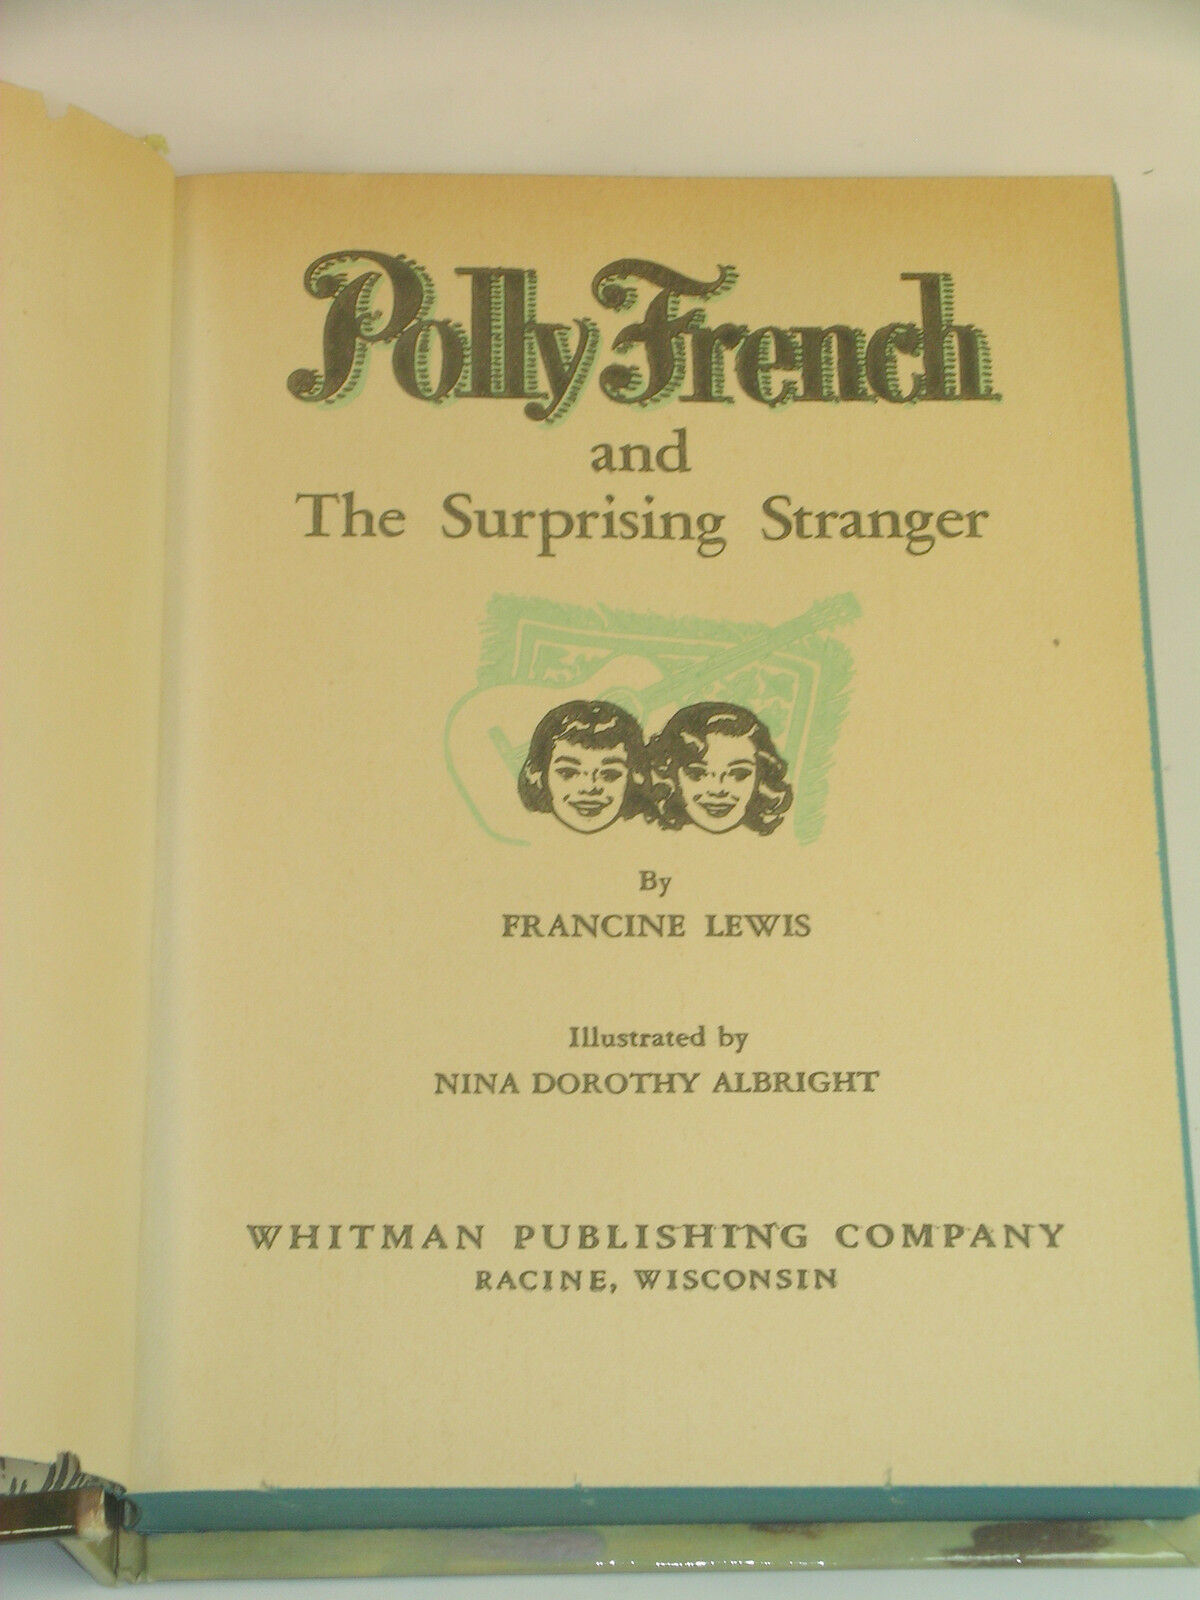 Polly French
and
The Surprising Stranger
By
FRANCINE LEWIS
Illustrated by
NINA DOROTHY ALBRIGHT
WHITMAN PUBLISHING COMPANY
RACINE, WISCONSIN